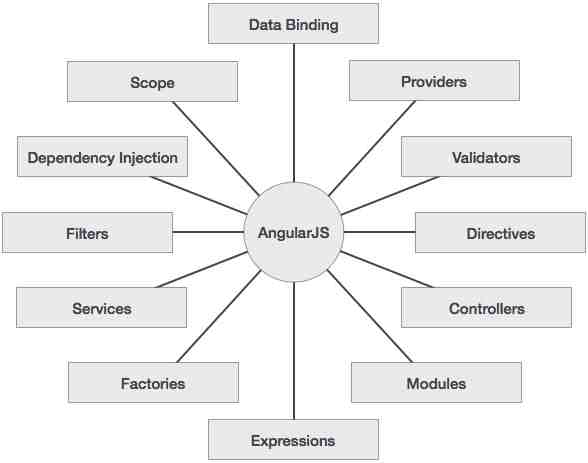 Data Binding
Scope
Providers
Dependency Injection
Validators
Filters
AngularJS
Directives
Services
Controllers
Factories
Modules
Expressions